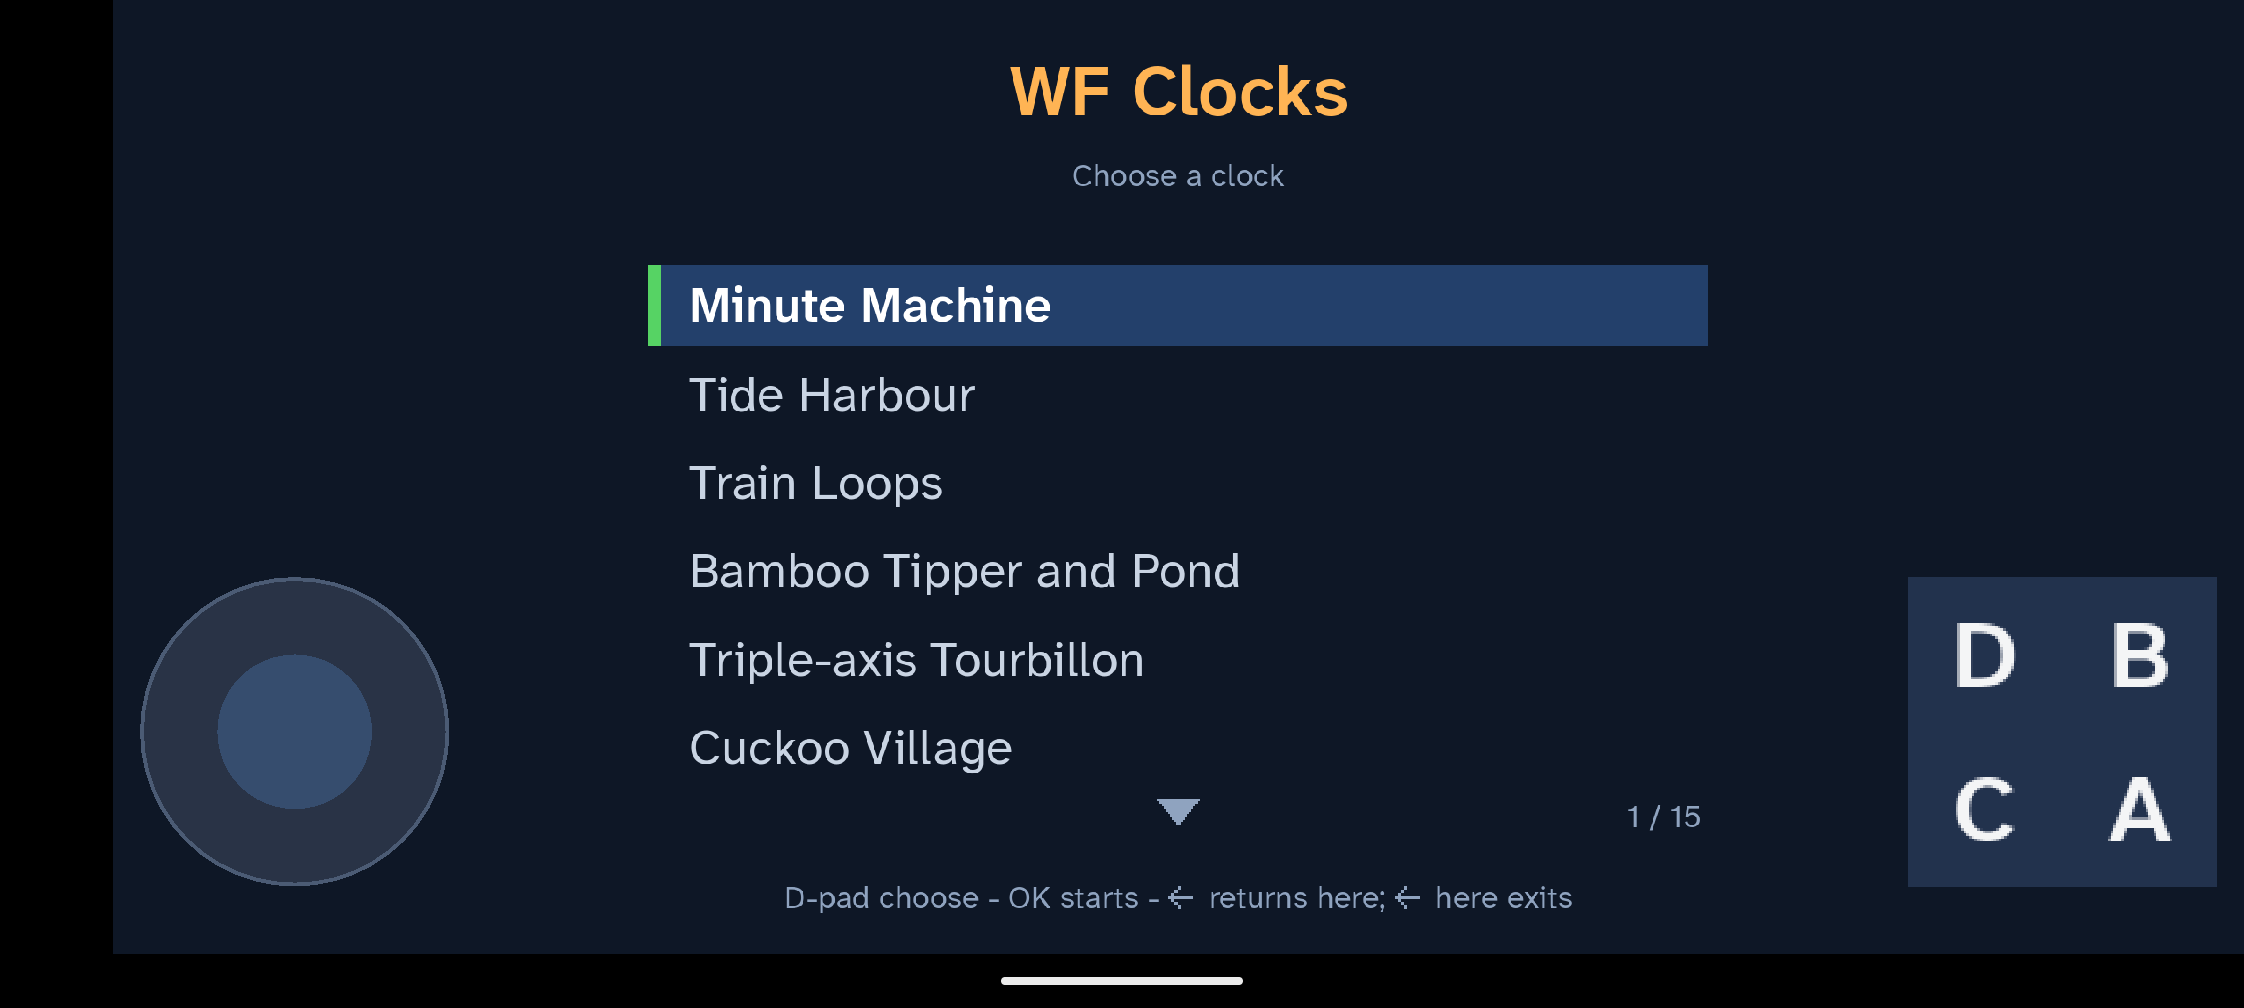 WF Clocks
Choose a clock
Minute Machine
Tide Harbour
Train Loops
Bamboo Tipper and Pond
Triple-axis Tourbillon
Cuckoo Village
1 / 15
D B
C A
D-pad choose - OK starts - ← returns here; ← here exits